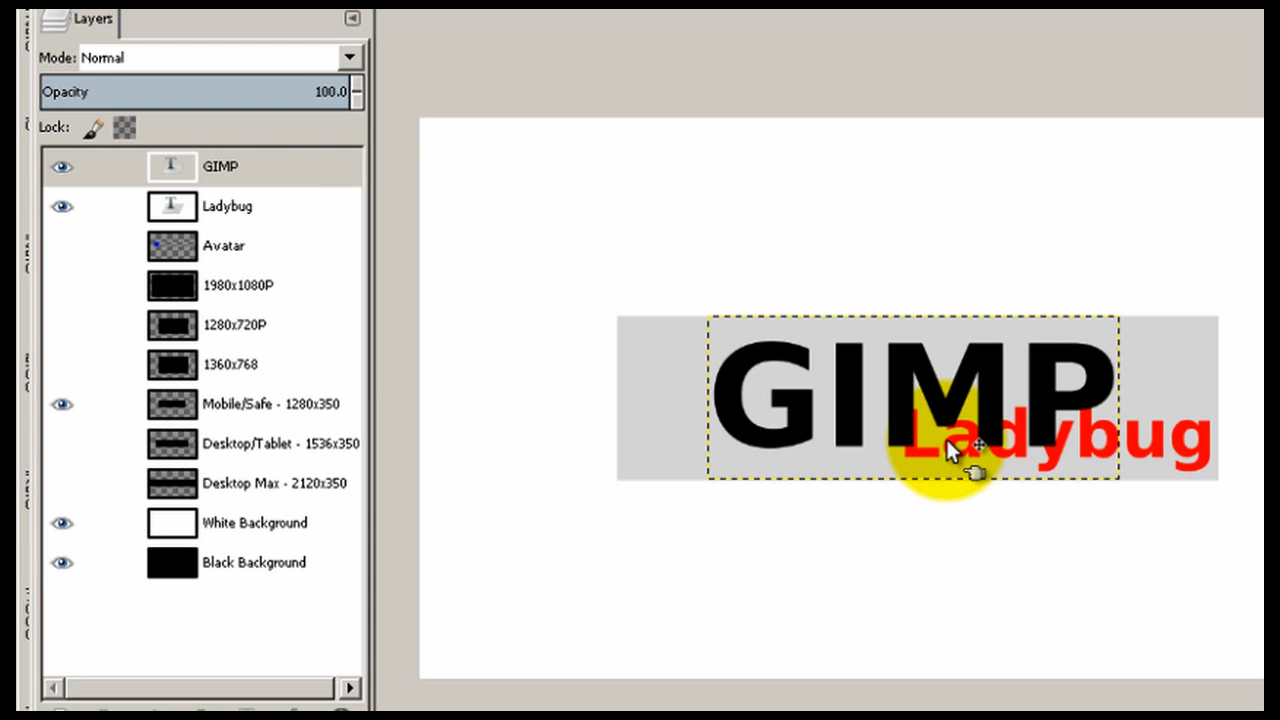 Layers
Mode: Normal
Opacity 100.0
Lock:
GIMP
Ladybug
Avatar
1980x1080P
1280x720P
1360x768
Mobile/Safe - 1280x350
Desktop/Tablet - 1536x350
Desktop Max - 2120x350
White Background
Black Background
GIMP
Ladybug